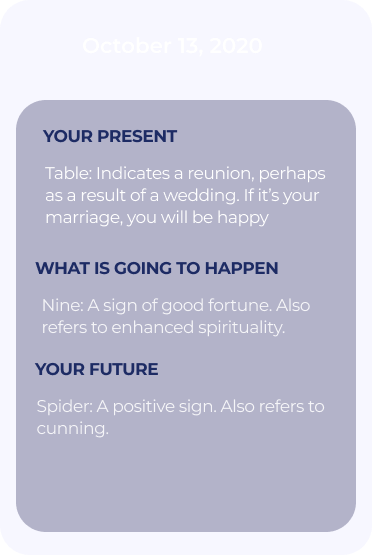 October 13, 2020
YOUR PRESENT
Table: Indicates a reunion, perhaps
as a result of a wedding. If it's your
marriage, you will be happy
WHAT IS GOING TO HAPPEN
Nine: A sign of good fortune. Also
refers to enhanced spirituality.
YOUR FUTURE
Spider: A positive sign. Also refers to
cunning.